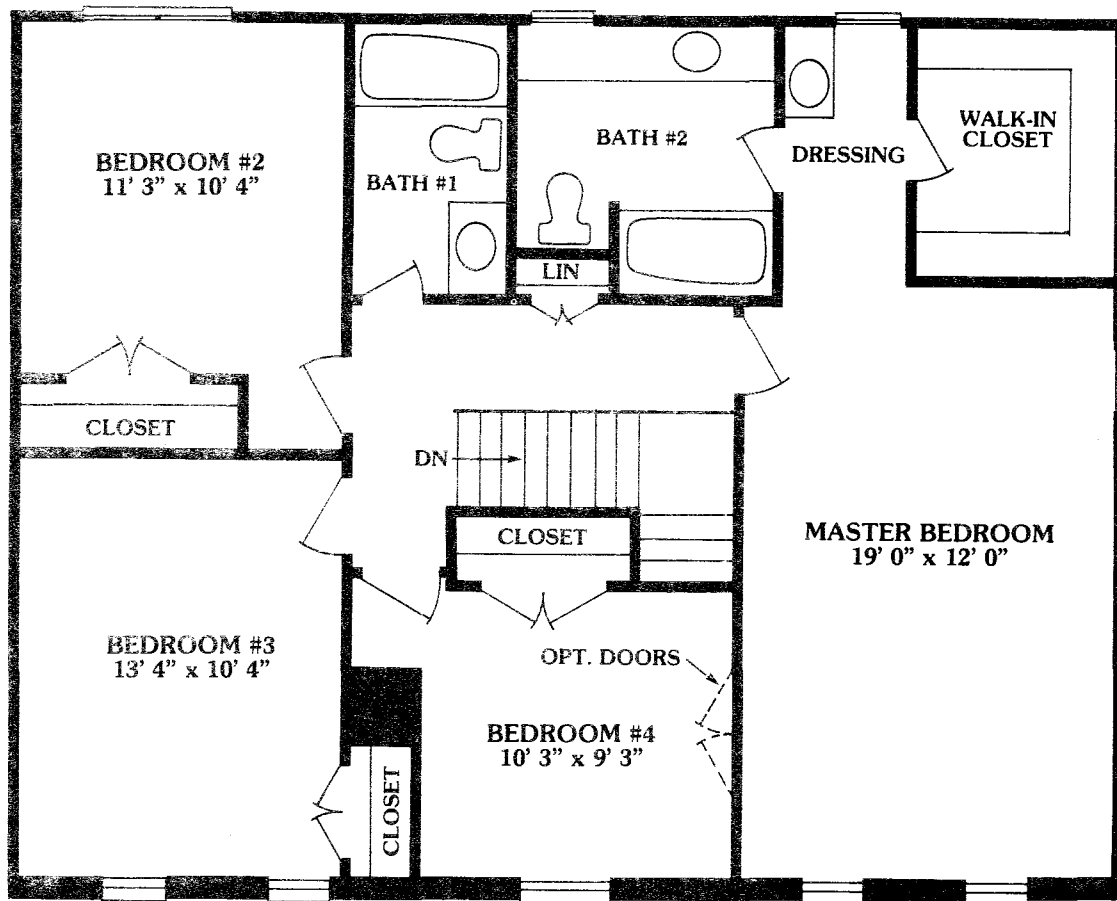 BEDROOM #2
11' 3" x 10' 4"
BATH #1
BATH #2
DRESSING
WALK-IN
CLOSET
LIN
CLOSET
DN
CLOSET
MASTER BEDROOM
19' 0" x 12' 0"
BEDROOM #3
13' 4" x 10' 4"
OPT. DOORS
BEDROOM #4
10' 3" x 9' 3"
CLOSET